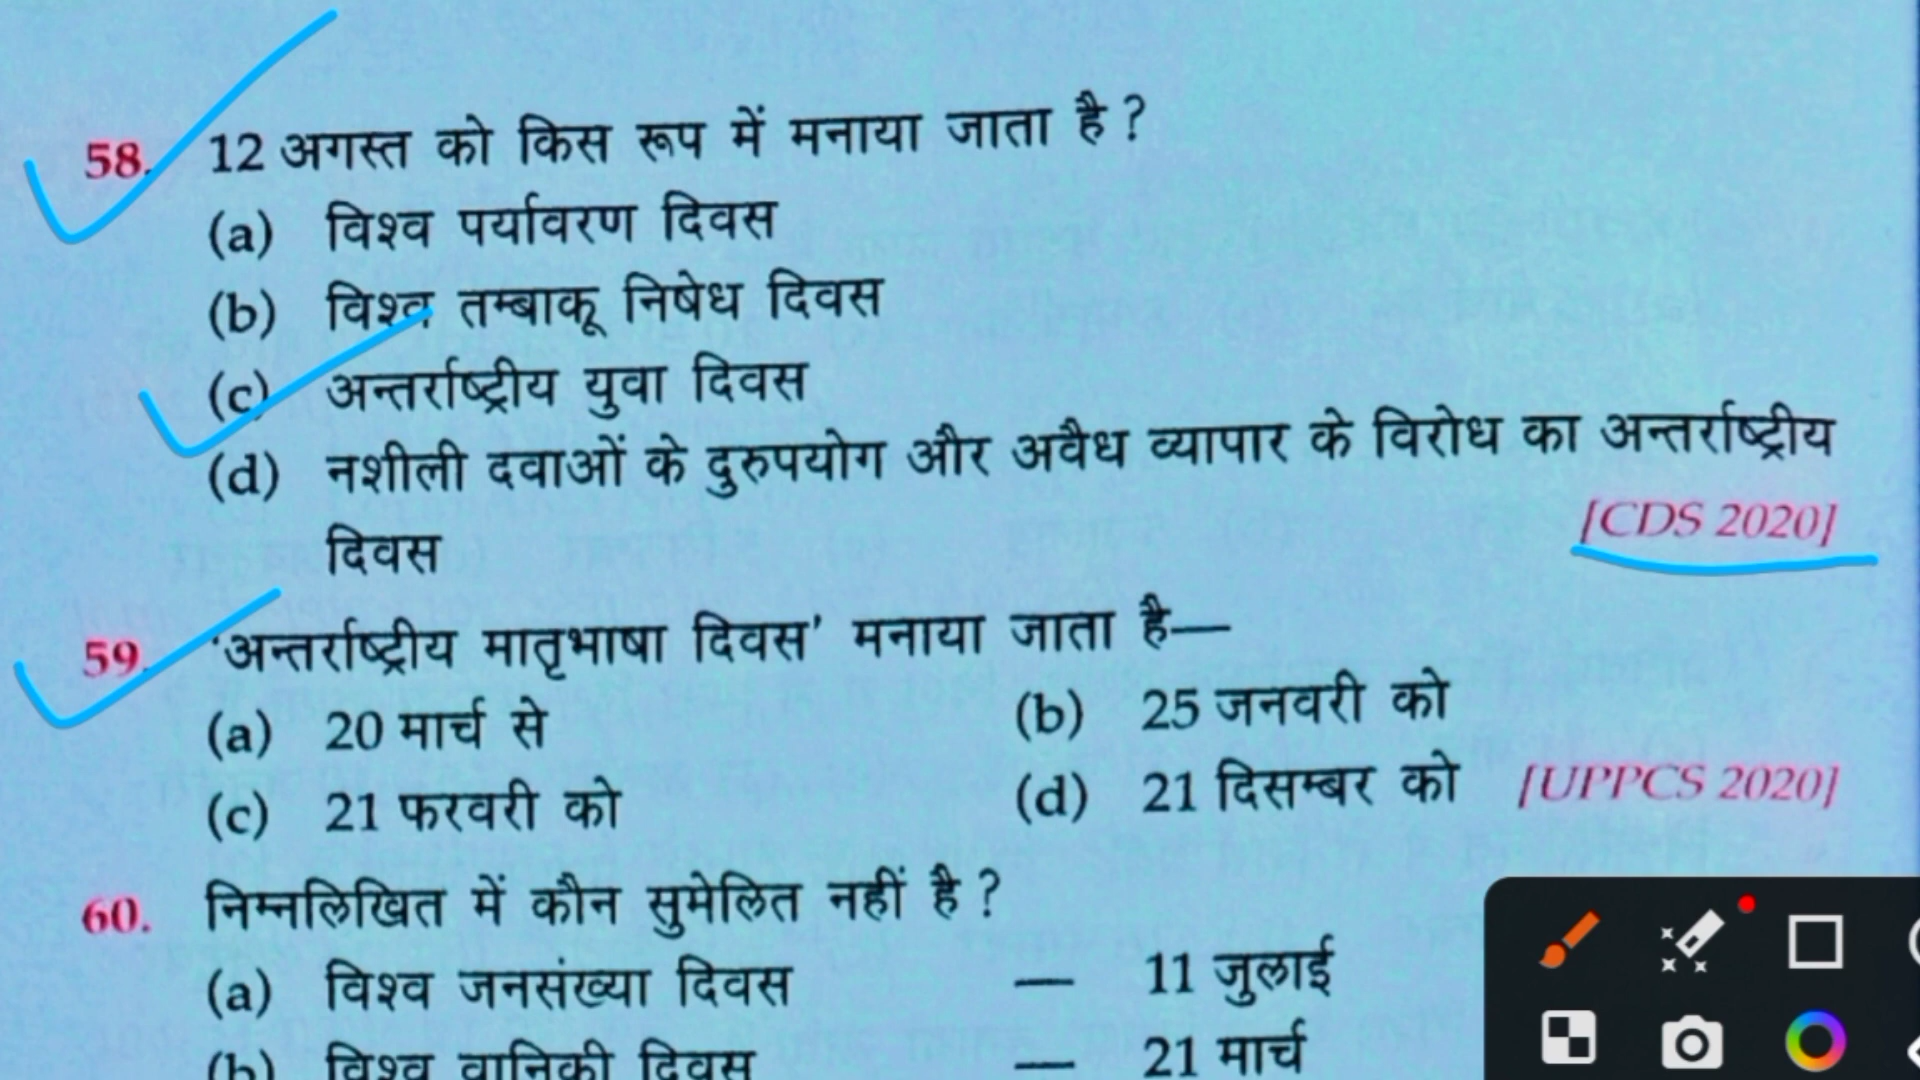 58. 12 अगस्त को किस रूप में मनाया जाता है ?
(a) विश्व पर्यावरण दिवस
(b) विश्व तम्बाकू निषेध दिवस
(c) अन्तर्राष्ट्रीय युवा दिवस
(d) नशीली दवाओं के दुरुपयोग और अवैध व्यापार के विरोध का अन्तर्राष्ट्रीय
दिवस [CDS 2020]
59. 'अन्तर्राष्ट्रीय मातृभाषा दिवस' मनाया जाता है—
(a) 20 मार्च से (b) 25 जनवरी को
(c) 21 फरवरी को (d) 21 दिसम्बर को [UPPCS 2020]
60. निम्नलिखित में कौन सुमेलित नहीं है ?
(a) विश्व जनसंख्या दिवस — 11 जुलाई
(b) विश्व वानिकी दिवस — 21 मार्च